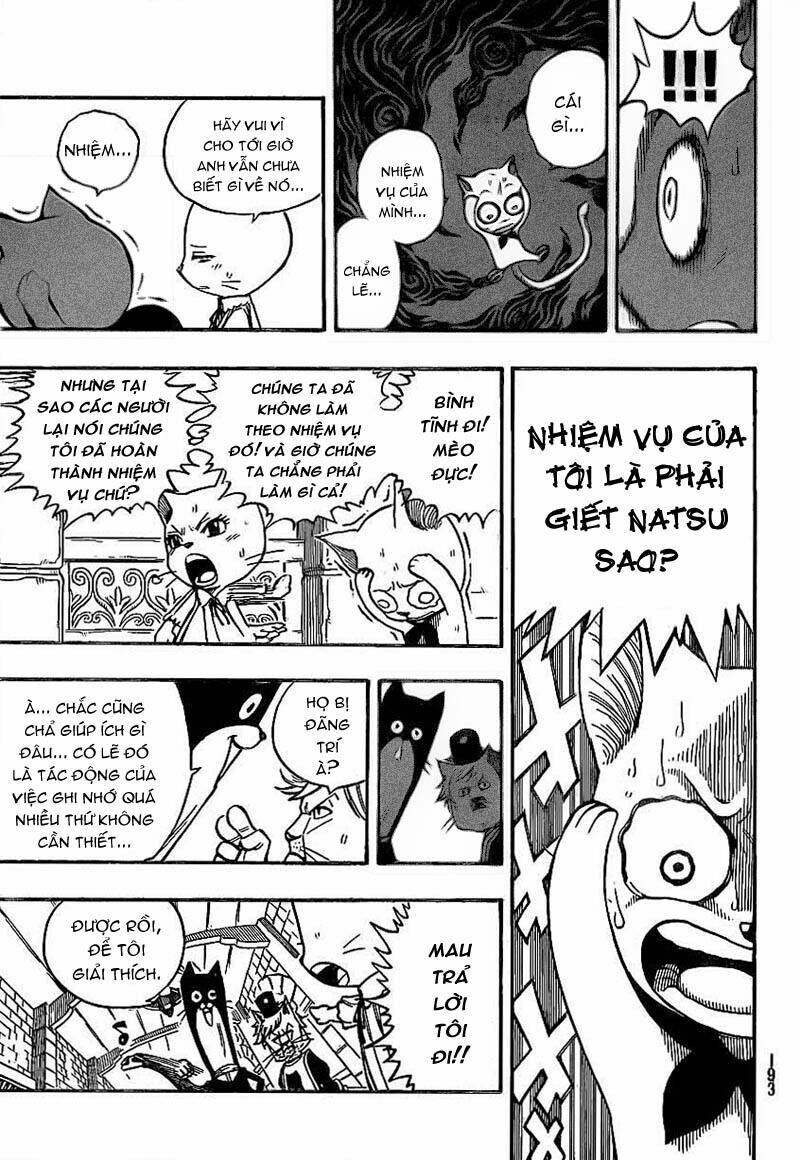 !!!
CÁI
GÌ...
NHIỆM
VỤ CỦA
MÌNH...
CHẲNG
LẼ...
HÃY VUI VÌ
CHO TỚI GIỜ
ANH VẪN CHƯA
BIẾT GÌ VỀ NÓ...
NHIỆM...
NHIỆM VỤ CỦA
TÔI LÀ PHẢI
GIẾT NATSU
SAO?
BÌNH
TĨNH ĐI!
MÈO
ĐỰC!
CHÚNG TA ĐÃ
KHÔNG LÀM
THEO NHIỆM VỤ
ĐÓ! VÀ GIỜ CHÚNG
TA CHẲNG PHẢI
LÀM GÌ CẢ!
NHƯNG TẠI
SAO CÁC NGƯỜI
LẠI NÓI CHÚNG
TÔI ĐÃ HOÀN
THÀNH NHIỆM
VỤ CHỨ?
HỌ BỊ
ĐÃNG
TRÍ
À?
À... CHẮC CŨNG
CHẢ GIÚP ÍCH GÌ
ĐÂU... CÓ LẼ ĐÓ
LÀ TÁC ĐỘNG CỦA
VIỆC GHI NHỚ QUÁ
NHIỀU THỨ KHÔNG
CẦN THIẾT...
MAU
TRẢ
LỜI
TÔI
ĐI!!
ĐƯỢC RỒI,
ĐỂ TÔI
GIẢI THÍCH.
193